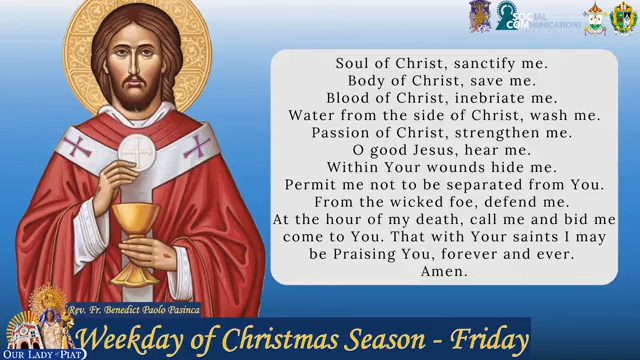 SOCIAL
COMMUNICATIONS
Soul of Christ, sanctify me.
Body of Christ, save me.
Blood of Christ, inebriate me.
Water from the side of Christ, wash me.
Passion of Christ, strengthen me.
O good Jesus, hear me.
Within Your wounds hide me.
Permit me not to be separated from You.
From the wicked foe, defend me.
At the hour of my death, call me and bid me
come to You. That with Your saints I may
be Praising You, forever and ever.
Amen.
Rev. Fr. Benedict Paolo Pasinca
Weekday of Christmas Season - Friday
OUR LADY of PIAT